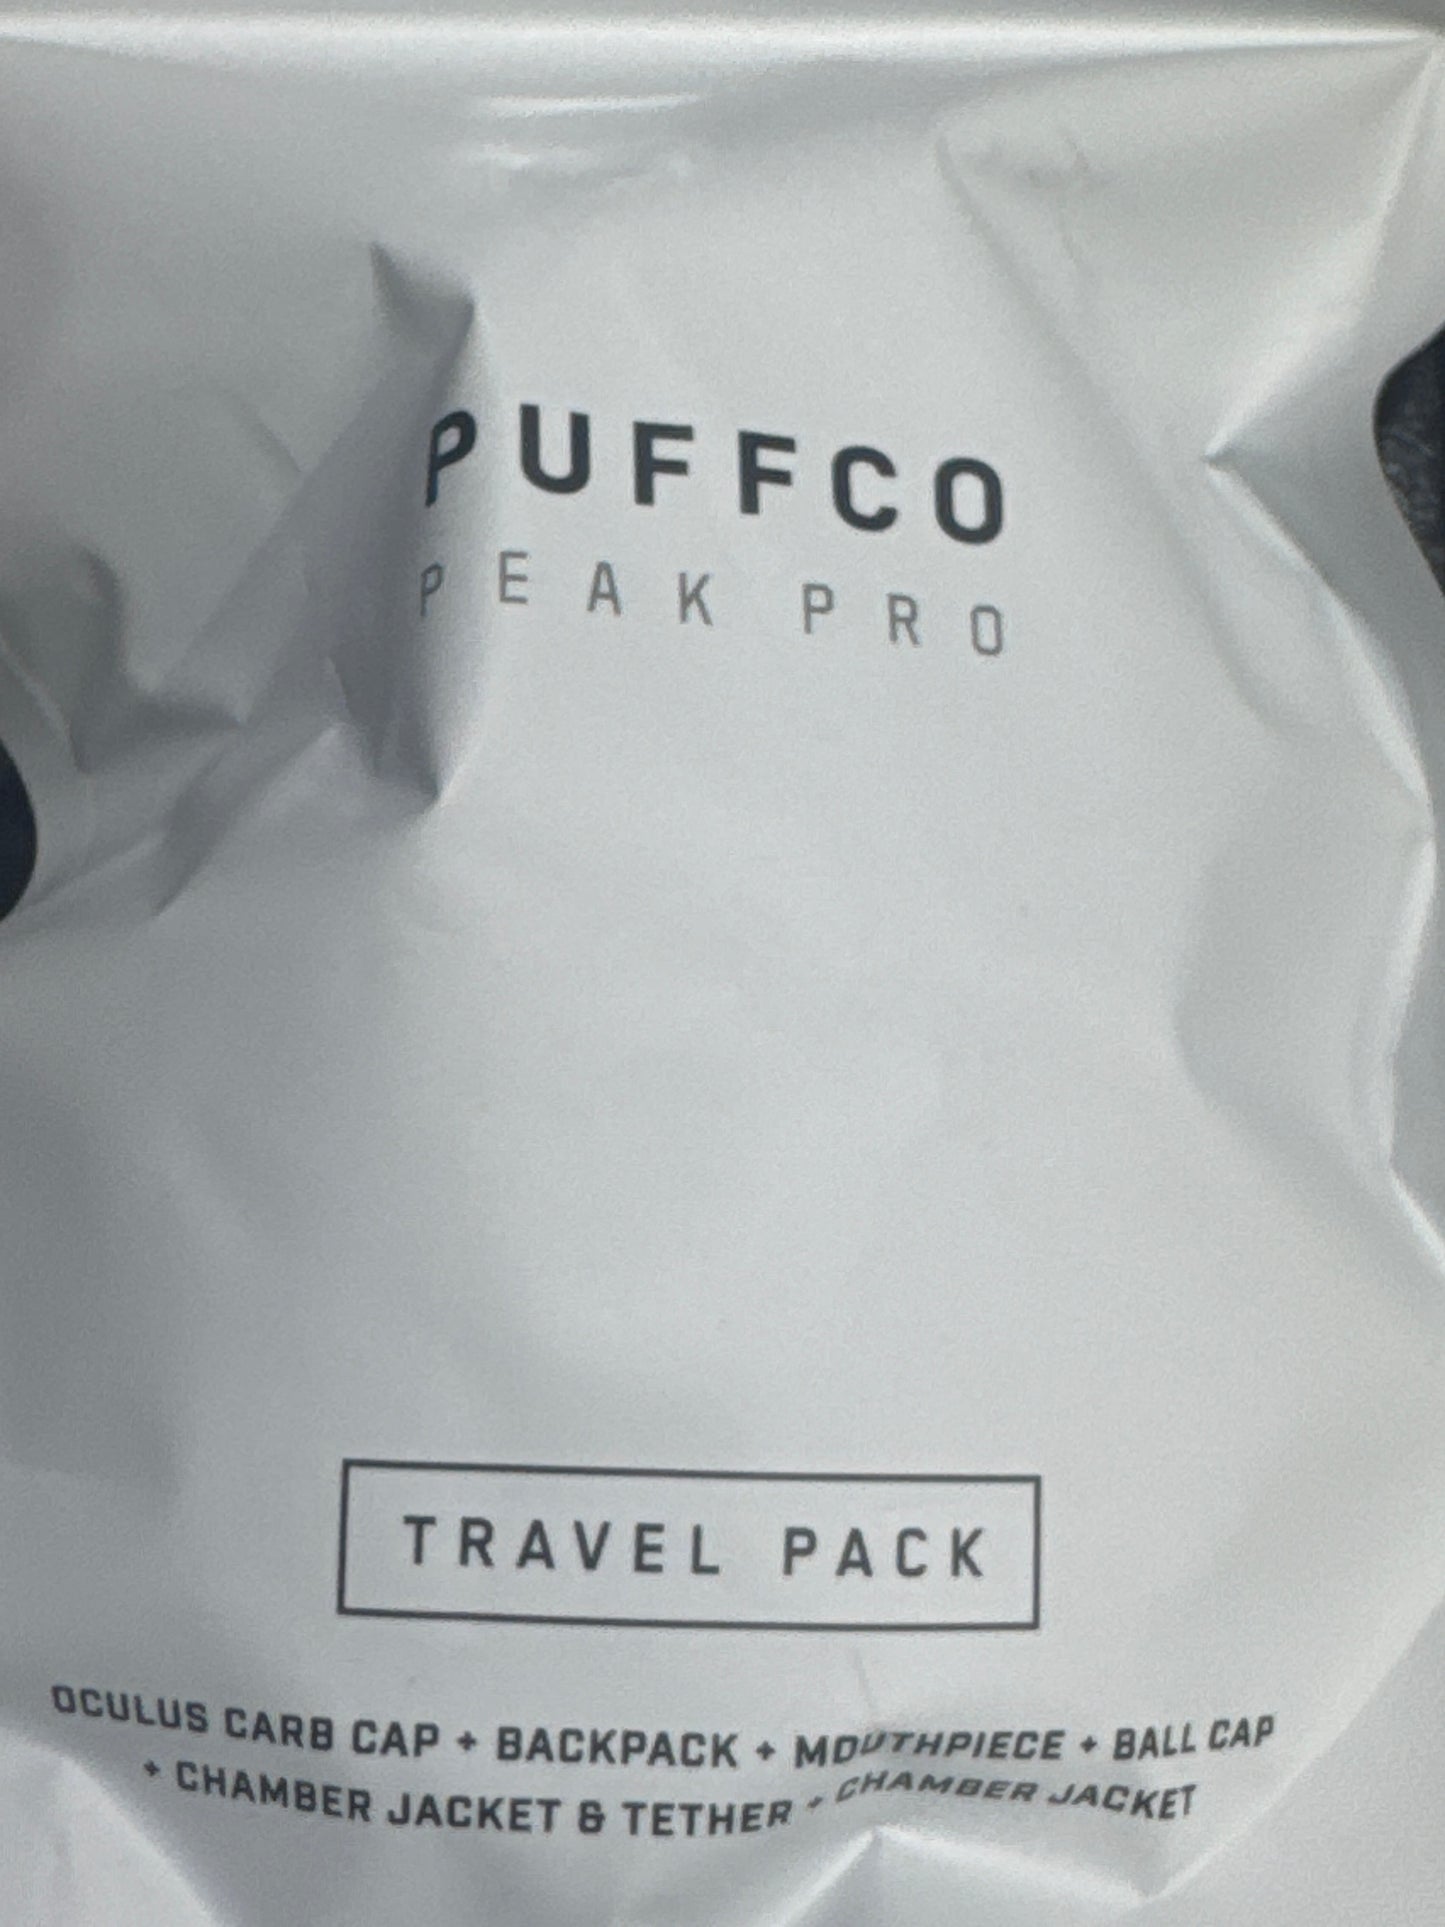 PUFFCO
PEAK PRO
TRAVEL PACK
OCULUS CARB CAP + BACKPACK + MOUTHPIECE + BALL CAP
+ CHAMBER JACKET & TETHER + CHAMBER JACKET